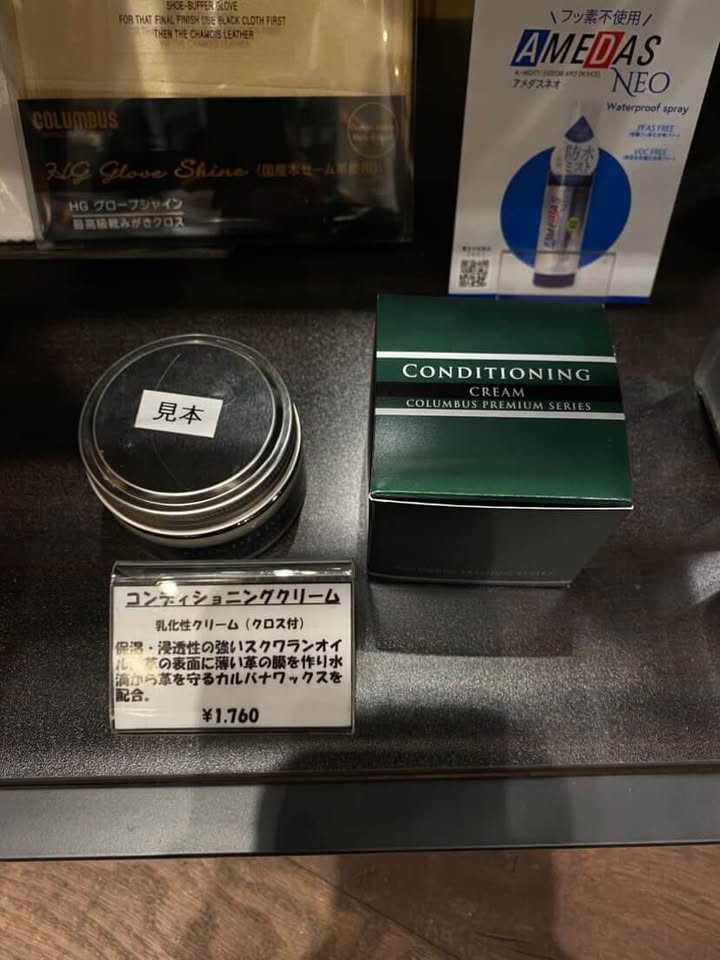 SHOE-BUFFER GLOVE
FOR THAT FINAL FINISH USE BLACK CLOTH FIRST
THEN THE CHAMOIS LEATHER
COLUMBUS
HG Glove Shine
HG グローブシャイン
最高級靴みがきクロス
フッ素不使用
AMEDAS
NEO
アメダスネオ
Waterproof spray
PFAS FREE
VOC FREE
防水
ミスト
AMEDAS
CONDITIONING
CREAM
COLUMBUS PREMIUM SERIES
見本
コンディショニングクリーム
乳化性クリーム（クロス付）
保湿・浸透性の強いスクワランオイ
ル、革の表面に薄い革の膜を作り水
滴から革を守るカルバナワックスを
配合。
¥1,760